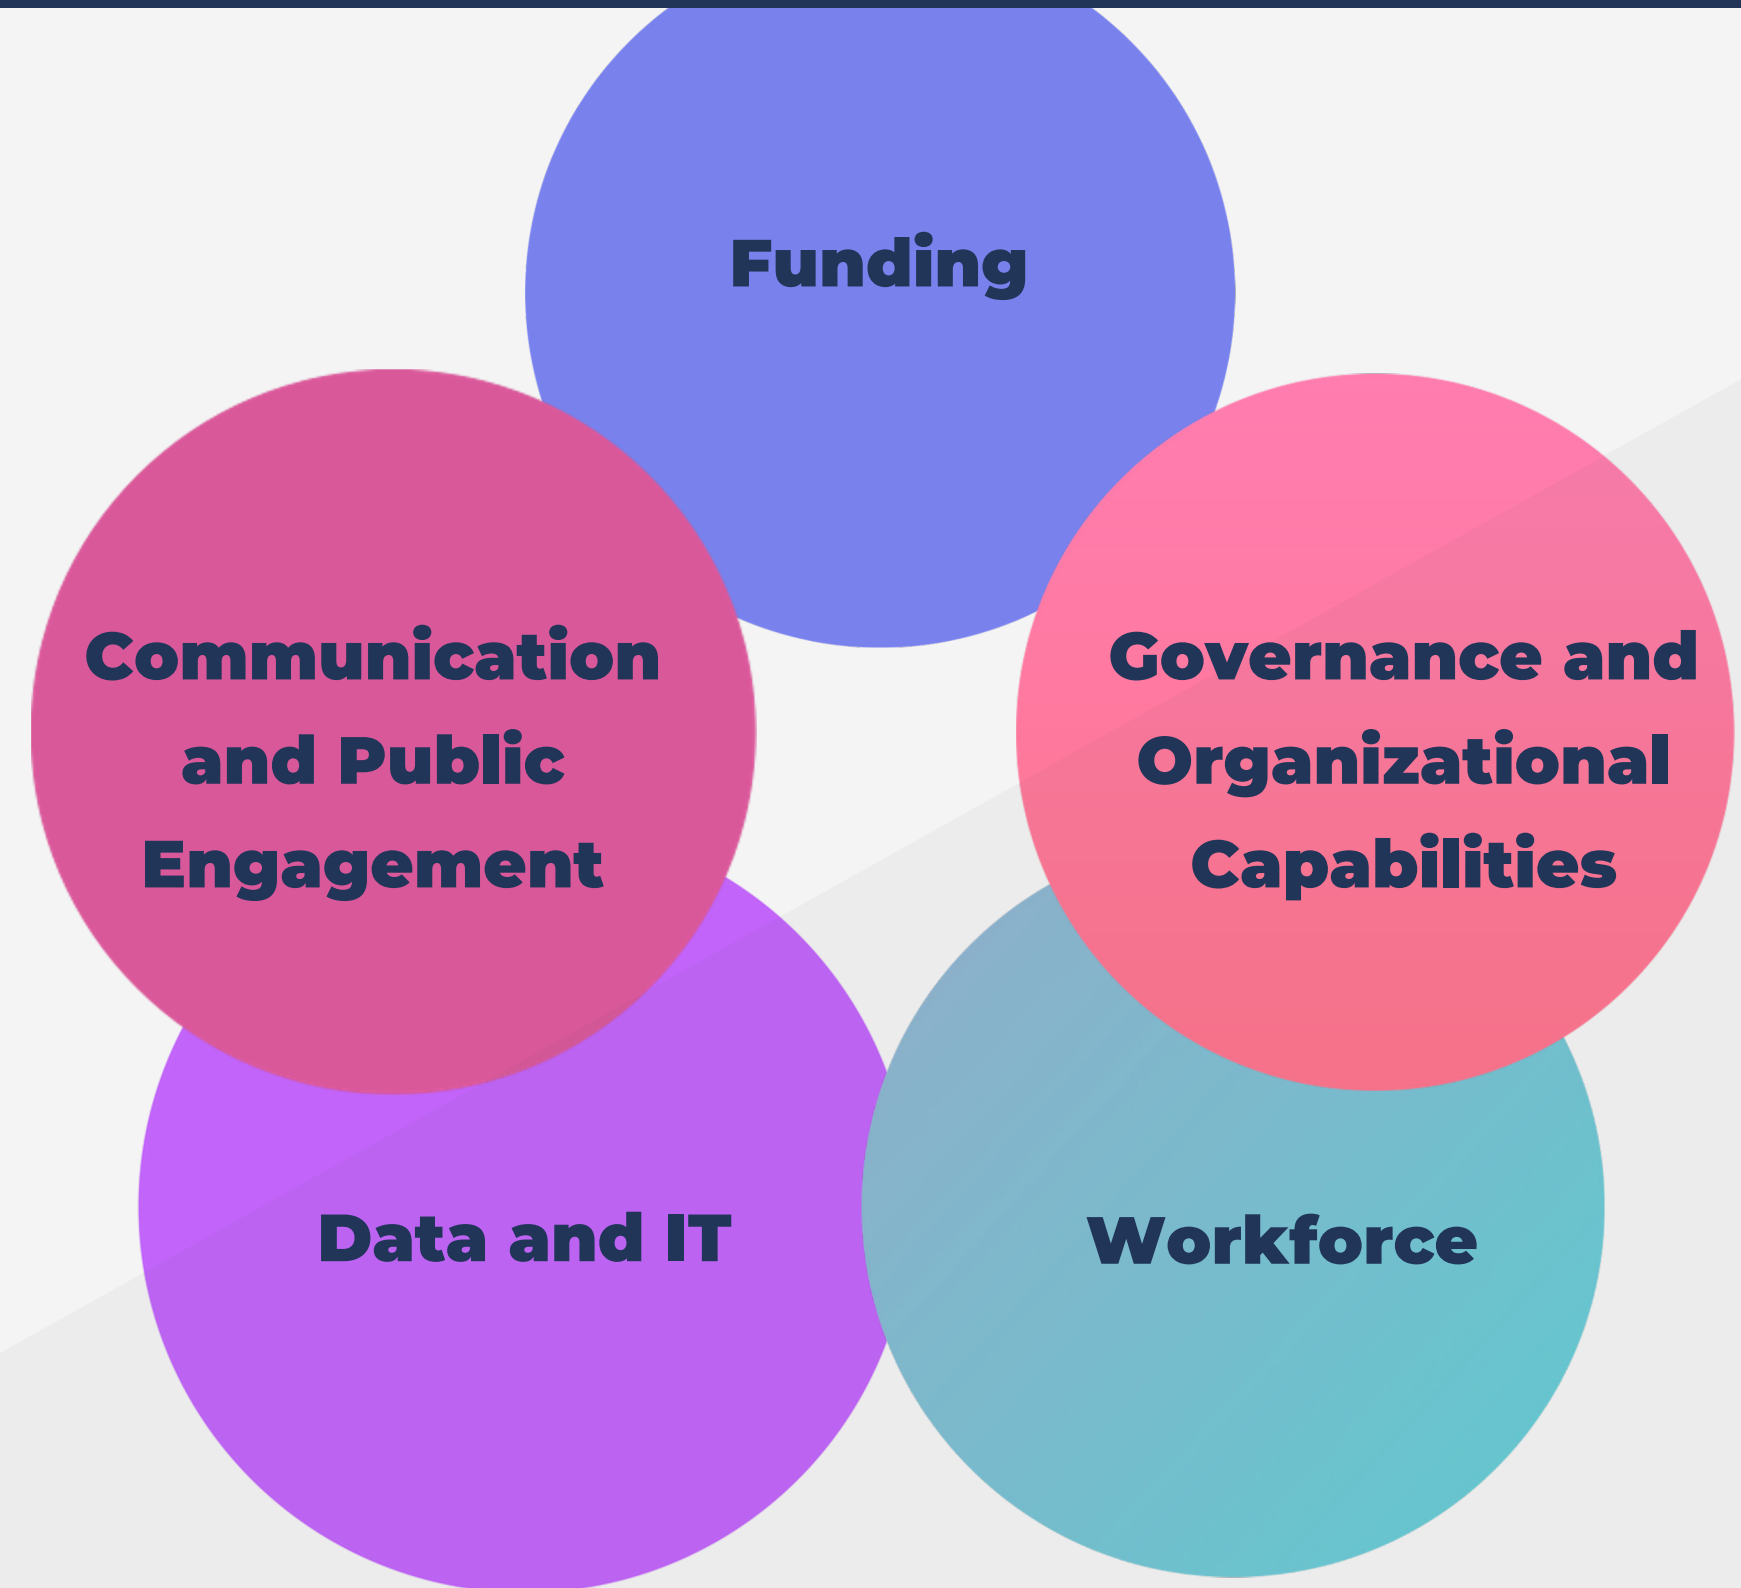 Funding
Communication
and Public
Engagement
Governance and
Organizational
Capabilities
Data and IT
Workforce